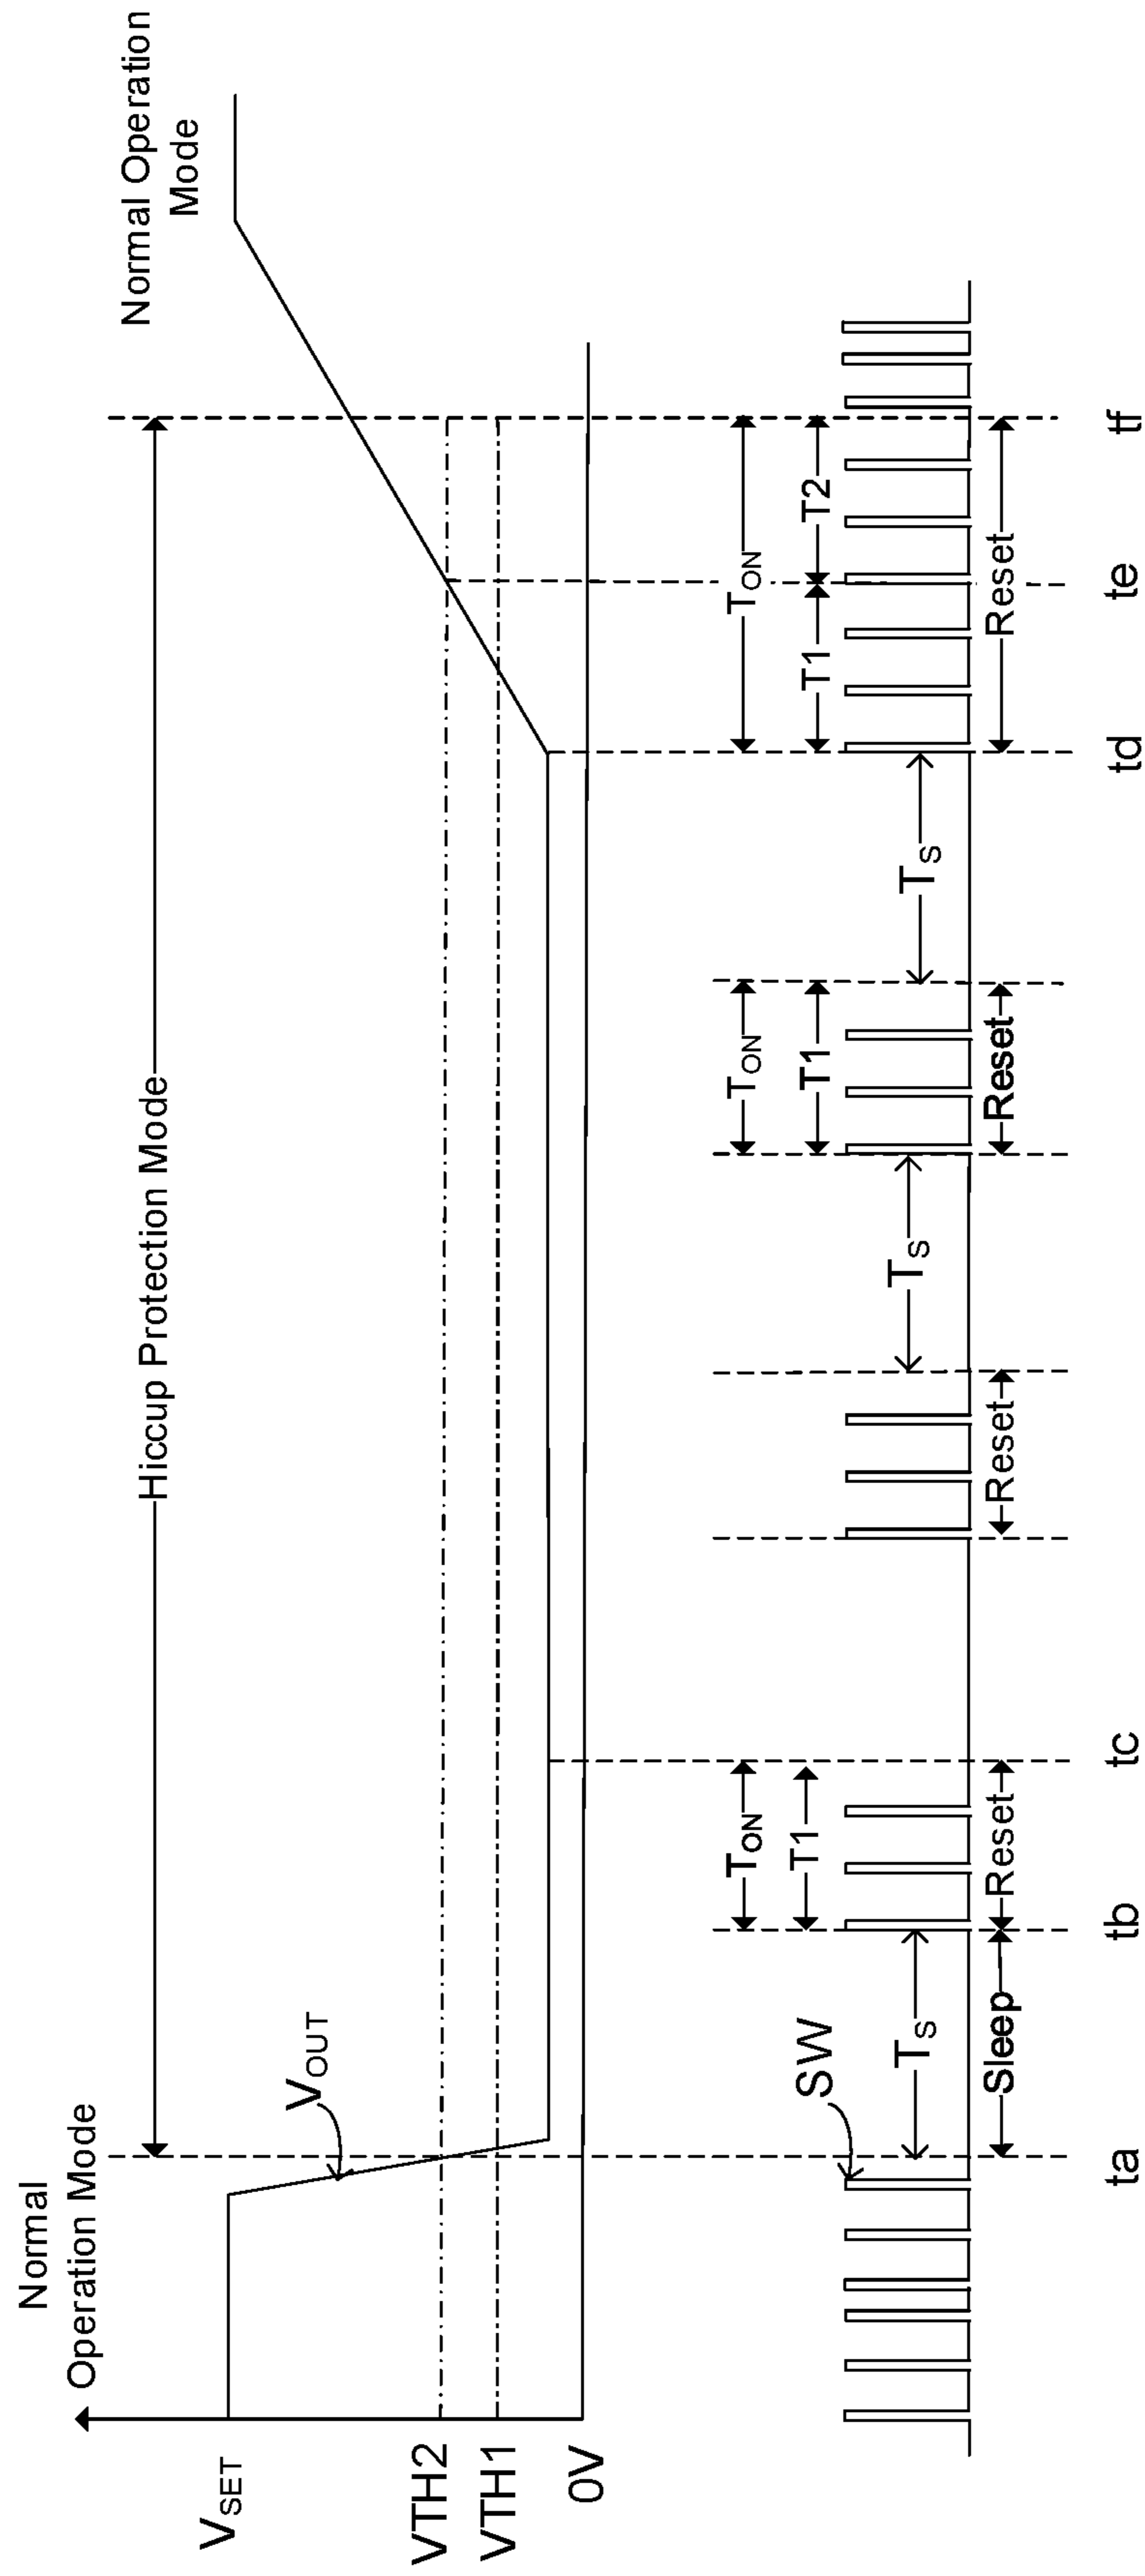 Normal
Operation Mode
Hiccup Protection Mode
Normal Operation
Mode
VSET
VOUT
VTH2
VTH1
0V
TON
TON
TON
T1
T1
T1
T2
SW
TS
TS
TS
Sleep
Reset
Reset
Reset
Reset
ta
tb
tc
td
te
tf